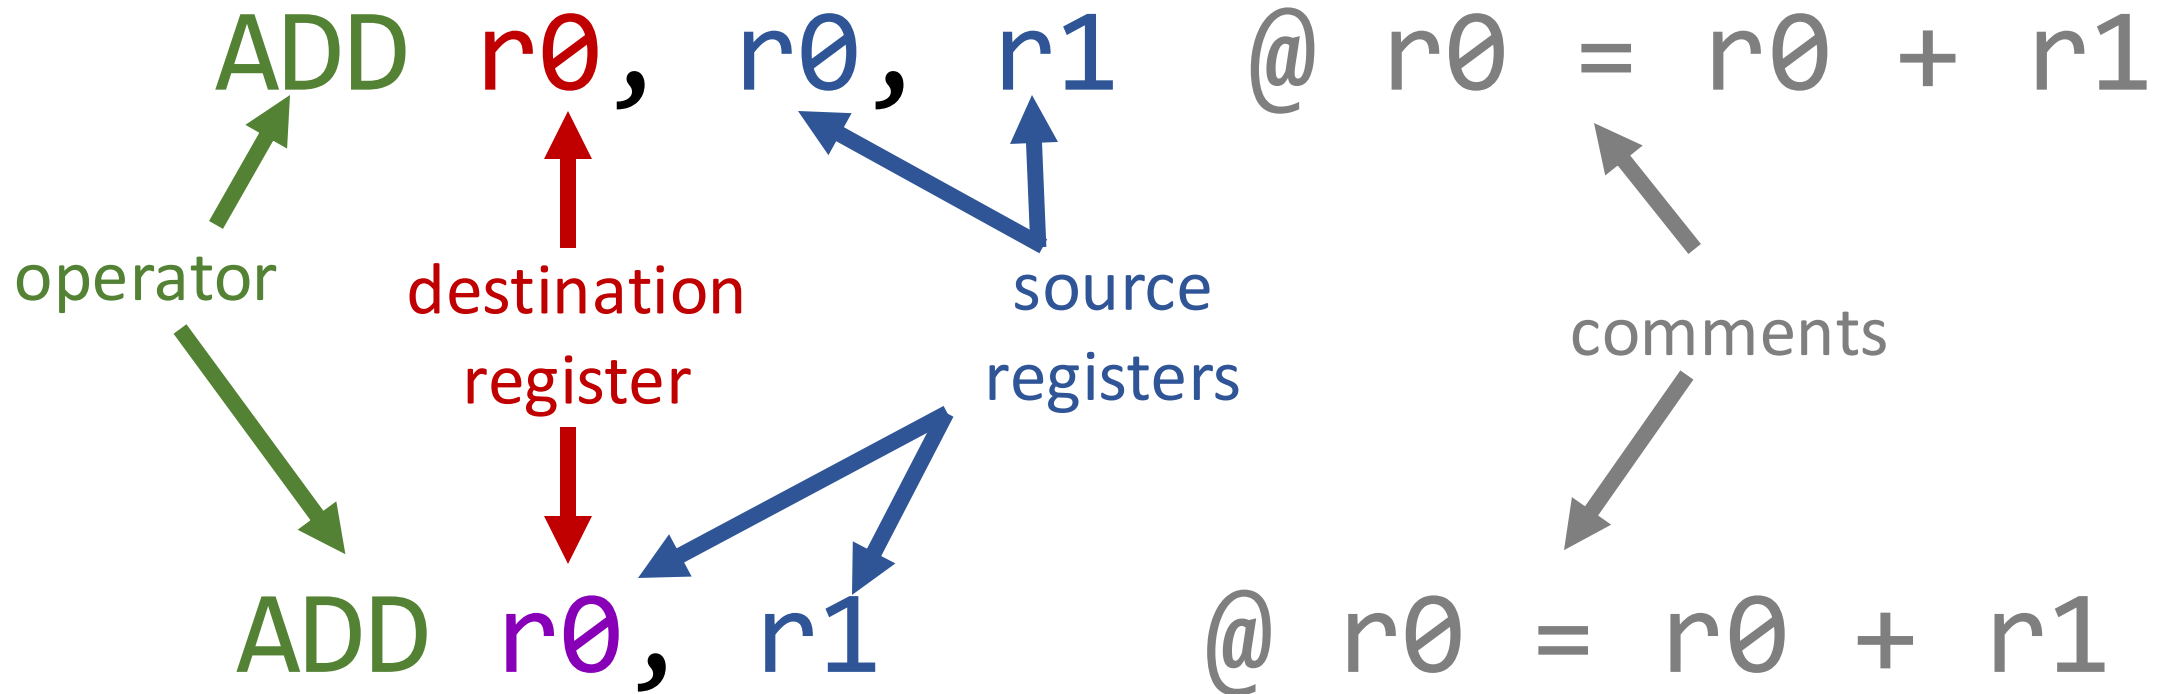 ADD r0, r0, r1 @ r0 = r0 + r1
operator
destination
register
source
registers
comments
ADD r0, r1 @ r0 = r0 + r1